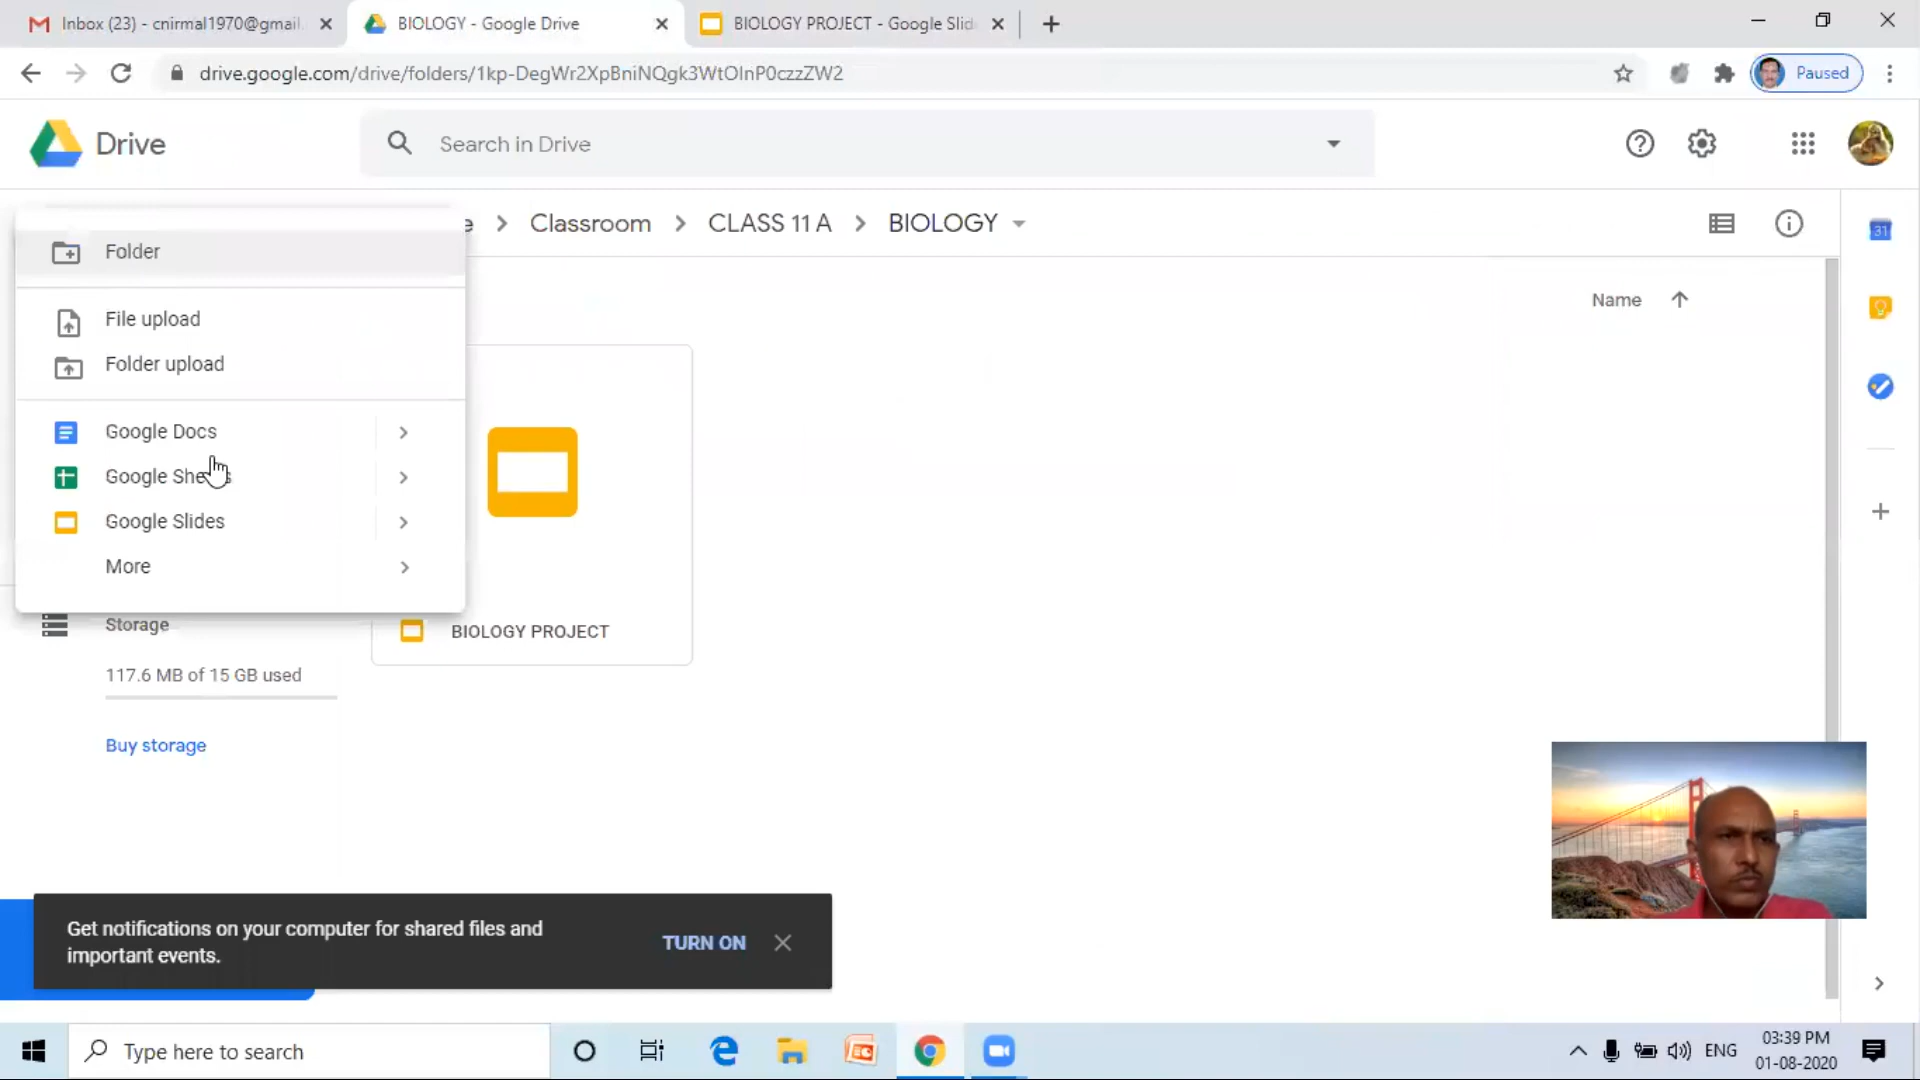 Inbox (23) - cnirmal1970@gmail.
BIOLOGY - Google Drive
BIOLOGY PROJECT - Google Slid
drive.google.com/drive/folders/1kp-DegWr2XpBniNQgk3WtOInP0czzZW2
Paused
Drive
Search in Drive
e
Classroom
CLASS 11 A
BIOLOGY
31
Folder
Name
File upload
Folder upload
Google Docs
Google Sheets
Google Slides
More
Storage
BIOLOGY PROJECT
117.6 MB of 15 GB used
Buy storage
Get notifications on your computer for shared files and
important events.
TURN ON
Type here to search
ENG
03:39 PM
01-08-2020